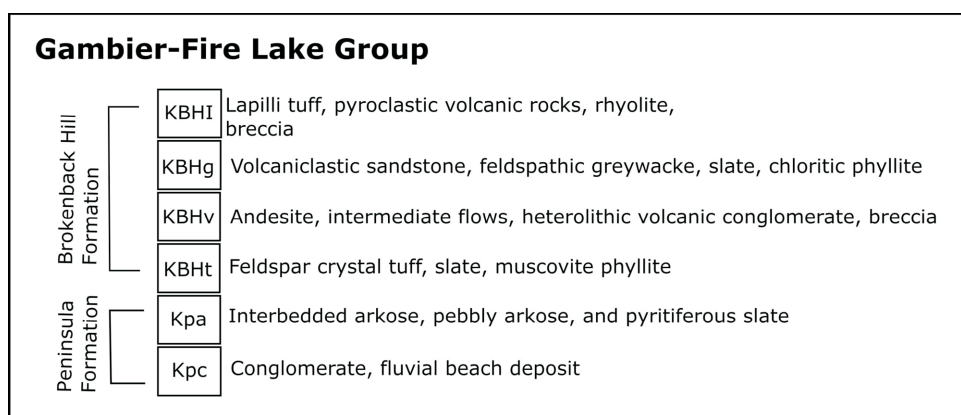 Gambier-Fire Lake Group
Brokenback Hill
Formation
KBHI
Lapilli tuff, pyroclastic volcanic rocks, rhyolite,
breccia
KBHg
Volcaniclastic sandstone, feldspathic greywacke, slate, chloritic phyllite
KBHv
Andesite, intermediate flows, heterolithic volcanic conglomerate, breccia
KBHt
Feldspar crystal tuff, slate, muscovite phyllite
Peninsula
Formation
Kpa
Interbedded arkose, pebbly arkose, and pyritiferous slate
Kpc
Conglomerate, fluvial beach deposit